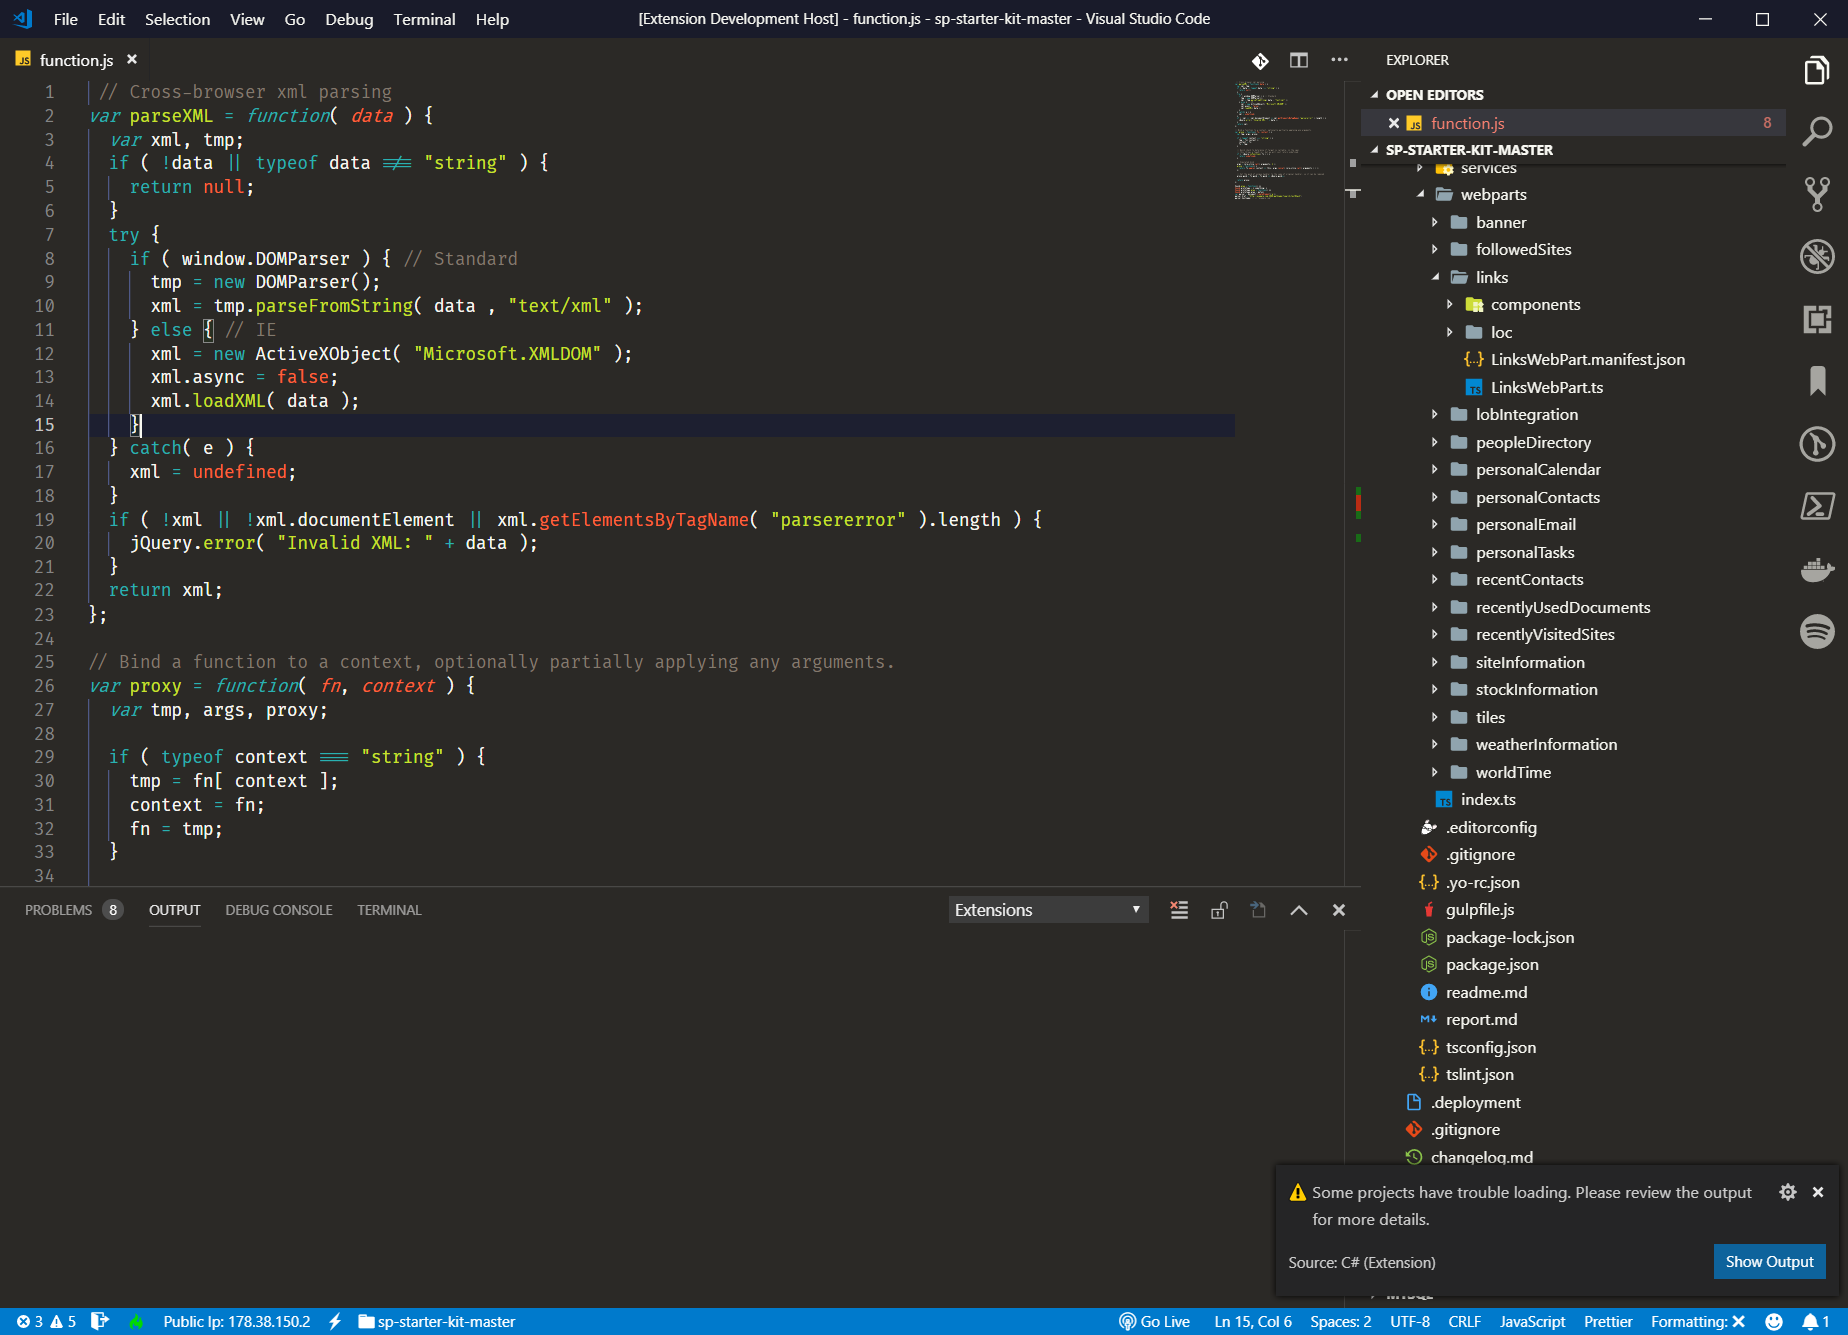 File Edit Selection View Go Debug Terminal Help [Extension Development Host] - function.js - sp-starter-kit-master - Visual Studio Code
function.js
1 // Cross-browser xml parsing
2 var parseXML = function( data ) {
3 var xml, tmp;
4 if ( !data || typeof data !== "string" ) {
5 return null;
6 }
7 try {
8 if ( window.DOMParser ) { // Standard
9 tmp = new DOMParser();
10 xml = tmp.parseFromString( data , "text/xml" );
11 } else { // IE
12 xml = new ActiveXObject( "Microsoft.XMLDOM" );
13 xml.async = false;
14 xml.loadXML( data );
15 }
16 } catch( e ) {
17 xml = undefined;
18 }
19 if ( !xml || !xml.documentElement || xml.getElementsByTagName( "parsererror" ).length ) {
20 jQuery.error( "Invalid XML: " + data );
21 }
22 return xml;
23 };
24
25 // Bind a function to a context, optionally partially applying any arguments.
26 var proxy = function( fn, context ) {
27 var tmp, args, proxy;
28
29 if ( typeof context === "string" ) {
30 tmp = fn[ context ];
31 context = fn;
32 fn = tmp;
33 }
34
PROBLEMS 8 OUTPUT DEBUG CONSOLE TERMINAL Extensions
EXPLORER
OPEN EDITORS
JS function.js 8
SP-STARTER-KIT-MASTER
services
webparts
banner
followedSites
links
components
loc
{..} LinksWebPart.manifest.json
TS LinksWebPart.ts
lobIntegration
peopleDirectory
personalCalendar
personalContacts
personalEmail
personalTasks
recentContacts
recentlyUsedDocuments
recentlyVisitedSites
siteInformation
stockInformation
tiles
weatherInformation
worldTime
TS index.ts
.editorconfig
.gitignore
{..} .yo-rc.json
gulpfile.js
package-lock.json
package.json
readme.md
report.md
{..} tsconfig.json
{..} tslint.json
.deployment
.gitignore
changelog.md
Some projects have trouble loading. Please review the output
for more details.
Source: C# (Extension) Show Output
3 5 Public Ip: 178.38.150.2 sp-starter-kit-master Go Live Ln 15, Col 6 Spaces: 2 UTF-8 CRLF JavaScript Prettier Formatting: 1